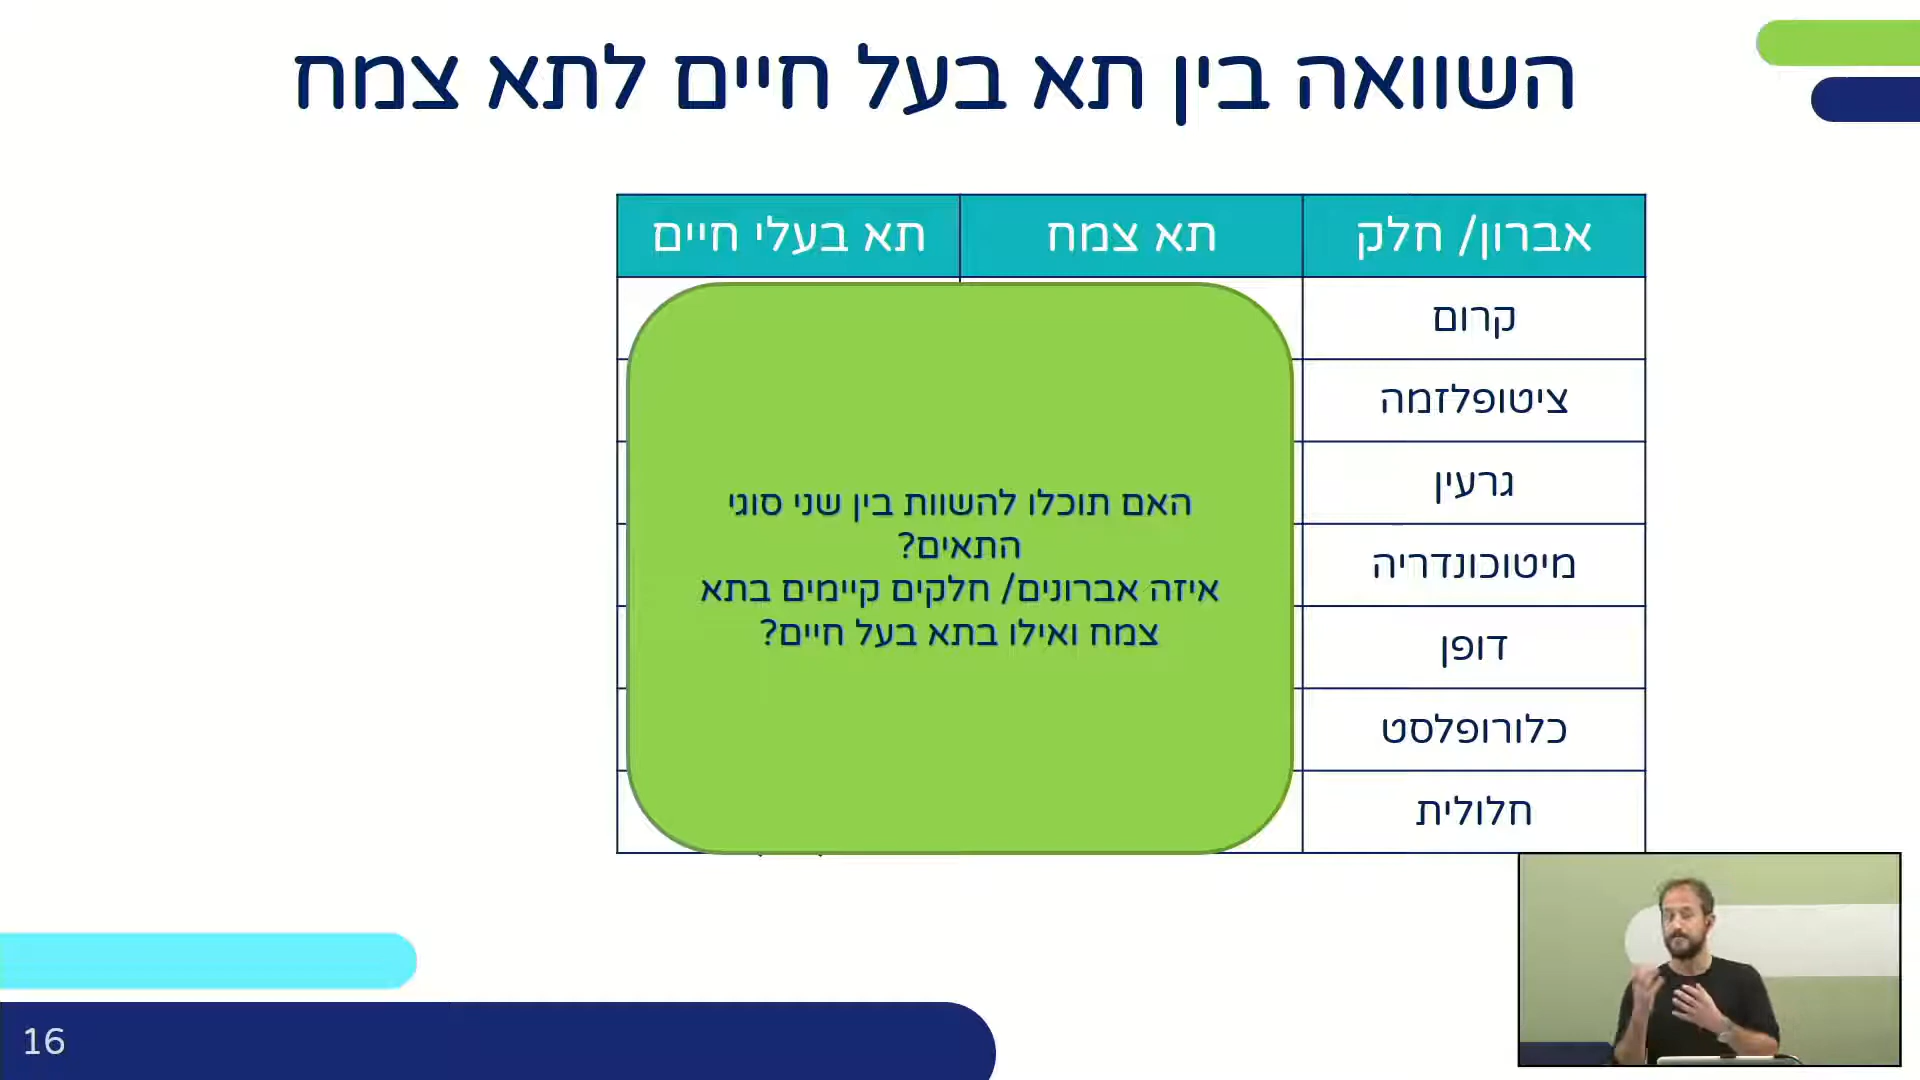 השוואה בין תא בעל חיים לתא צמח
אברון/ חלק
תא צמח
תא בעלי חיים
קרום
ציטופלזמה
גרעין
מיטוכונדריה
דופן
כלורופלסט
חלולית
האם תוכלו להשוות בין שני סוגי
התאים?
איזה אברונים/ חלקים קיימים בתא
צמח ואילו בתא בעל חיים?
16